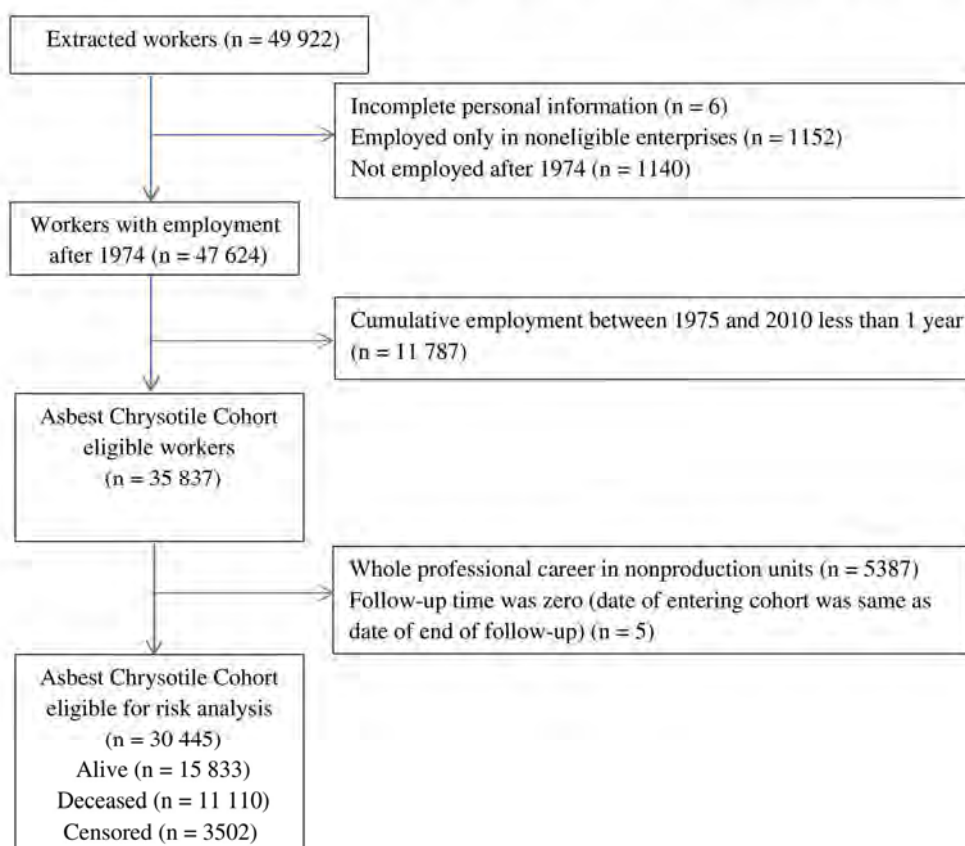 Extracted workers (n = 49 922)
Incomplete personal information (n = 6)
Employed only in noneligible enterprises (n = 1152)
Not employed after 1974 (n = 1140)
Workers with employment
after 1974 (n = 47 624)
Cumulative employment between 1975 and 2010 less than 1 year
(n = 11 787)
Asbest Chrysotile Cohort
eligible workers
(n = 35 837)
Whole professional career in nonproduction units (n = 5387)
Follow-up time was zero (date of entering cohort was same as
date of end of follow-up) (n = 5)
Asbest Chrysotile Cohort
eligible for risk analysis
(n = 30 445)
Alive (n = 15 833)
Deceased (n = 11 110)
Censored (n = 3502)